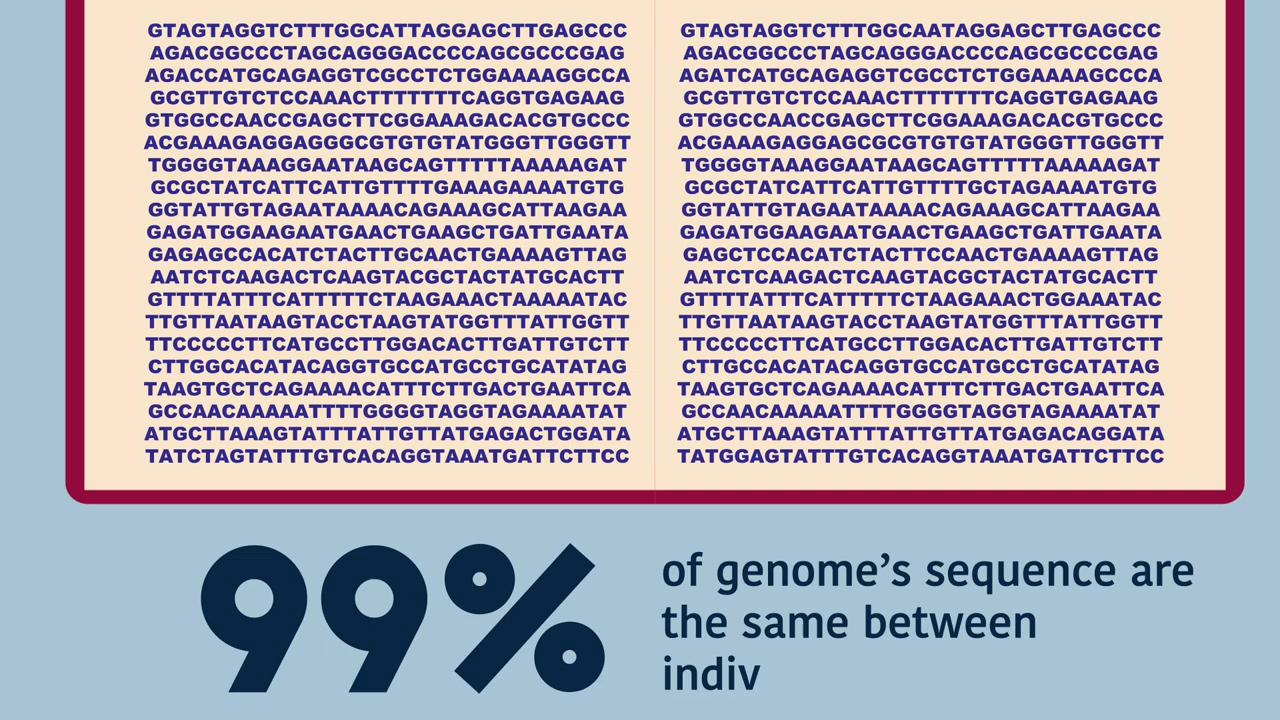 GTAGTAGGTCTTTGGCATTAGGAGCTTGAGCCC
AGACGGCCCTAGCAGGGACCCCAGCGCCCGAG
AGACCATGCAGAGGTCGCCTCTGGAAAAGGCCA
GCGTTGTCTCCAAACTTTTTTTCAGGTGAGAAG
GTGGCCAACCGAGCTTCGGAAAGACACGTGCCC
ACGAAAGAGGAGGGCGTGTGTATGGGTTGGGTT
TGGGGTAAAGGAATAAGCAGTTTTTAAAAAGAT
GCGCTATCATTCATTGTTTTGAAAGAAAATGTG
GGTATTGTAGAATAAAACAGAAAGCATTAAGAA
GAGATGGAAGAATGAACTGAAGCTGATTGAATA
GAGAGCCACATCTACTTGCAACTGAAAAGTTAG
AATCTCAAGACTCAAGTACGCTACTATGCACTT
GTTTTATTTCATTTTTCTAAGAAACTAAAAATAC
TTGTTAATAAGTACCTAAGTATGGTTTATTGGTT
TTCCCCCTTCATGCCTTGGACACTTGATTGTCTT
CTTGGCACATACAGGTGCCATGCCTGCATATAG
TAAGTGCTCAGAAAACATTTCTTGACTGAATTCA
GCCAACAAAAATTTTGGGGTAGGTAGAAAATAT
ATGCTTAAAGTATTTATTGTTATGAGACTGGATA
TATCTAGTATTTGTCACAGGTAAATGATTCTTCC
GTAGTAGGTCTTTGGCAATAGGAGCTTGAGCCC
AGACGGCCCTAGCAGGGACCCCAGCGCCCGAG
AGATCATGCAGAGGTCGCCTCTGGAAAAGCCCA
GCGTTGTCTCCAAACTTTTTTTCAGGTGAGAAG
GTGGCCAACCGAGCTTCGGAAAGACACGTGCCC
ACGAAAGAGGAGCGCGTGTGTATGGGTTGGGTT
TGGGGTAAAGGAATAAGCAGTTTTTAAAAAGAT
GCGCTATCATTCATTGTTTTGCTAGAAAATGTG
GGTATTGTAGAATAAAACAGAAAGCATTAAGAA
GAGATGGAAGAATGAACTGAAGCTGATTGAATA
GAGCTCCACATCTACTTCCAACTGAAAAGTTAG
AATCTCAAGACTCAAGTACGCTACTATGCACTT
GTTTTATTTCATTTTTCTAAGAAACTGGAAATAC
TTGTTAATAAGTACCTAAGTATGGTTTATTGGTT
TTCCCCCTTCATGCCTTGGACACTTGATTGTCTT
CTTGCCACATACAGGTGCCATGCCTGCATATAG
TAAGTGCTCAGAAAACATTTCTTGACTGAATTCA
GCCAACAAAAATTTTGGGGTAGGTAGAAAATAT
ATGCTTAAAGTATTTATTGTTATGAGACAGGATA
TATGGAGTATTTGTCACAGGTAAATGATTCTTCC
99%
of genome’s sequence are
the same between
indiv